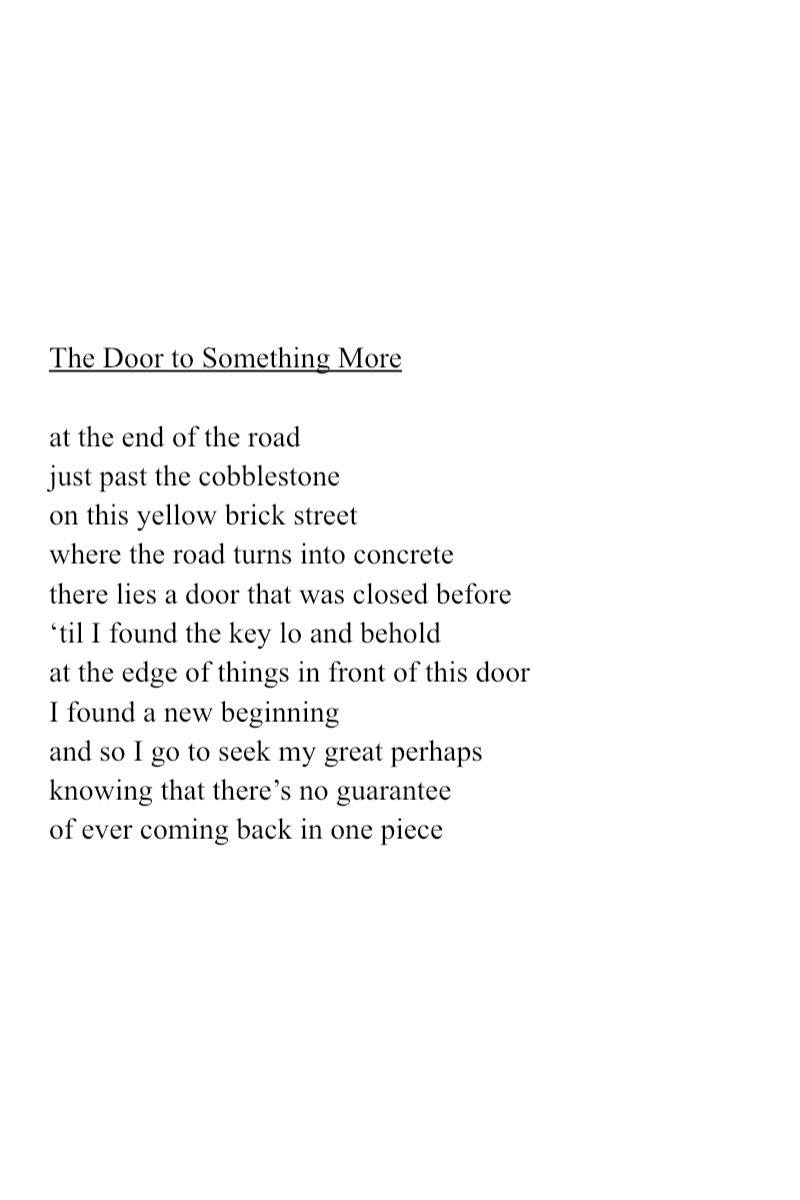 The Door to Something More
at the end of the road
just past the cobblestone
on this yellow brick street
where the road turns into concrete
there lies a door that was closed before
‘til I found the key lo and behold
at the edge of things in front of this door
I found a new beginning
and so I go to seek my great perhaps
knowing that there’s no guarantee
of ever coming back in one piece